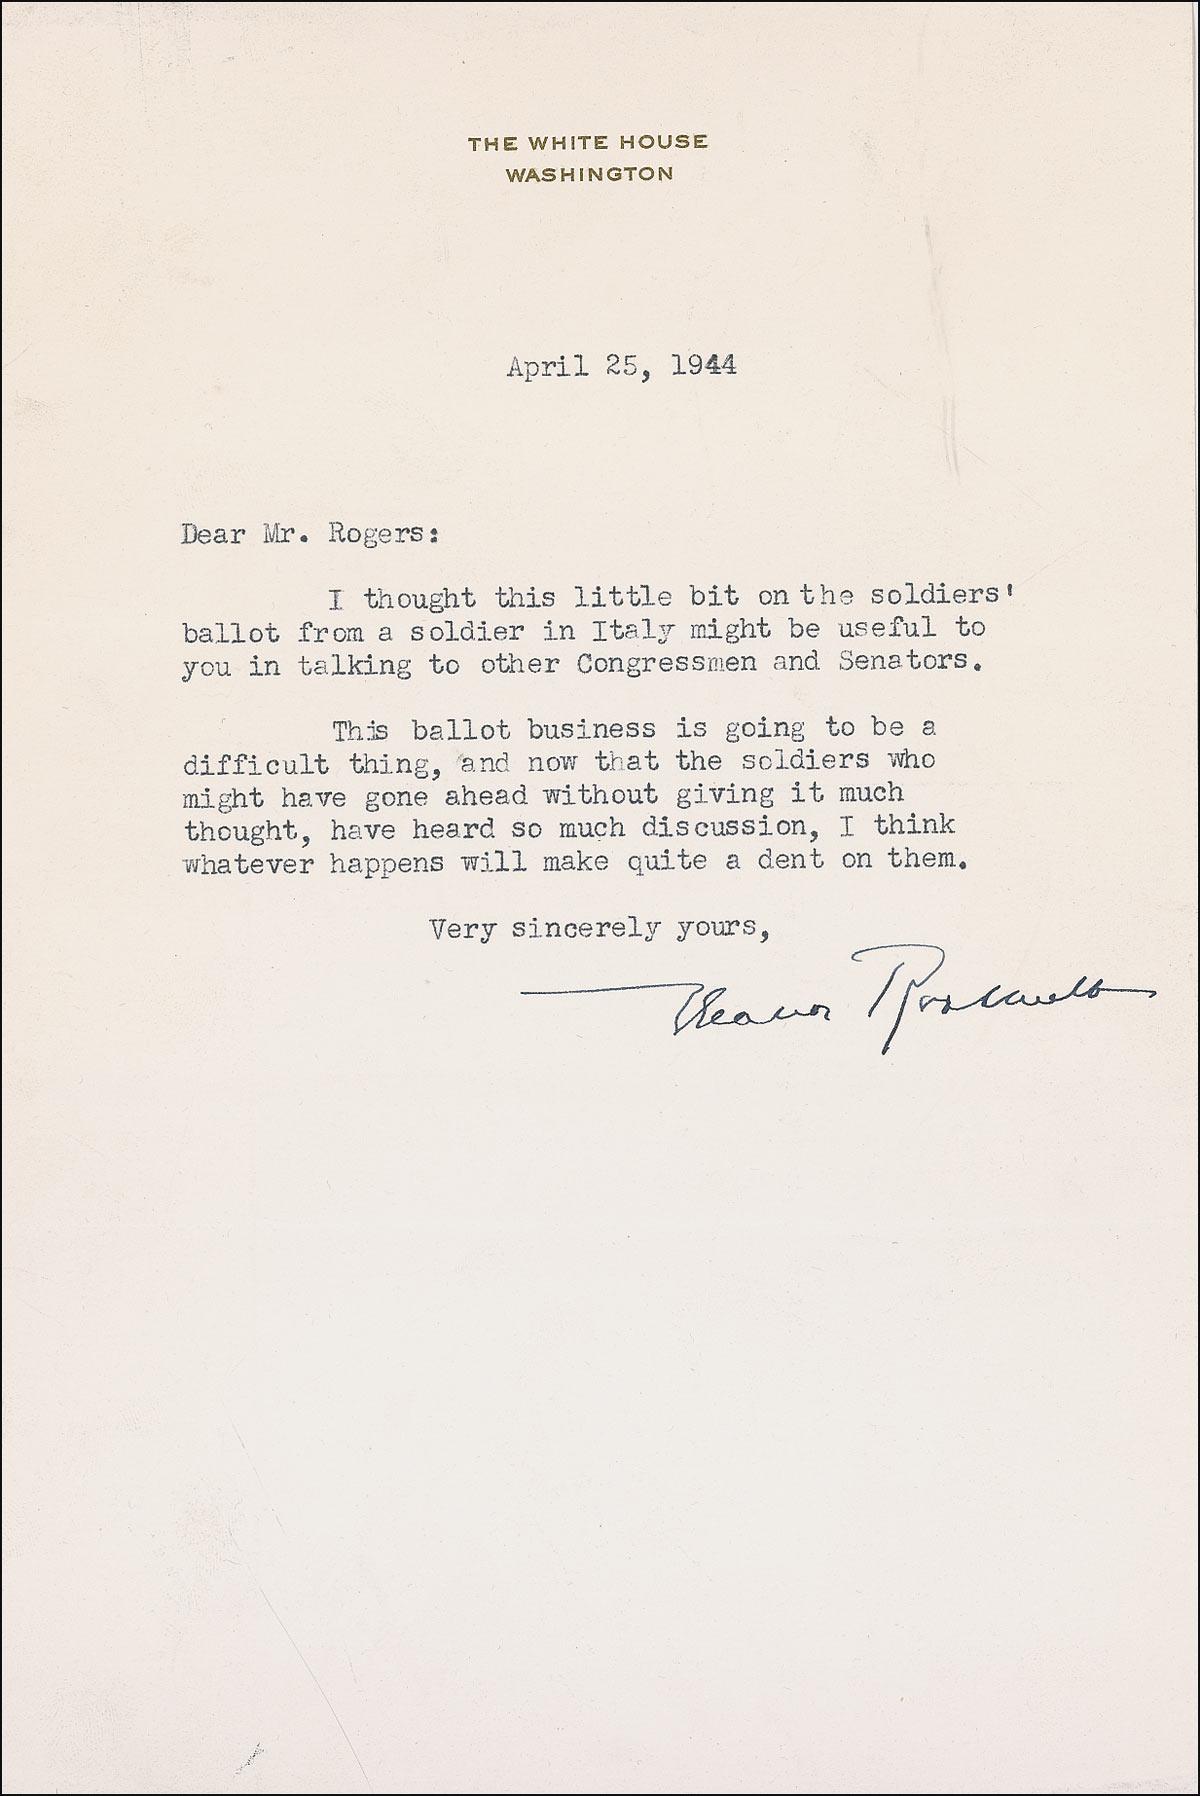 THE WHITE HOUSE
WASHINGTON
April 25, 1944
Dear Mr. Rogers:
I thought this little bit on the soldiers'
ballot from a soldier in Italy might be useful to
you in talking to other Congressmen and Senators.
This ballot business is going to be a
difficult thing, and now that the soldiers who
might have gone ahead without giving it much
thought, have heard so much discussion, I think
whatever happens will make quite a dent on them.
Very sincerely yours,
Eleanor Roosevelt